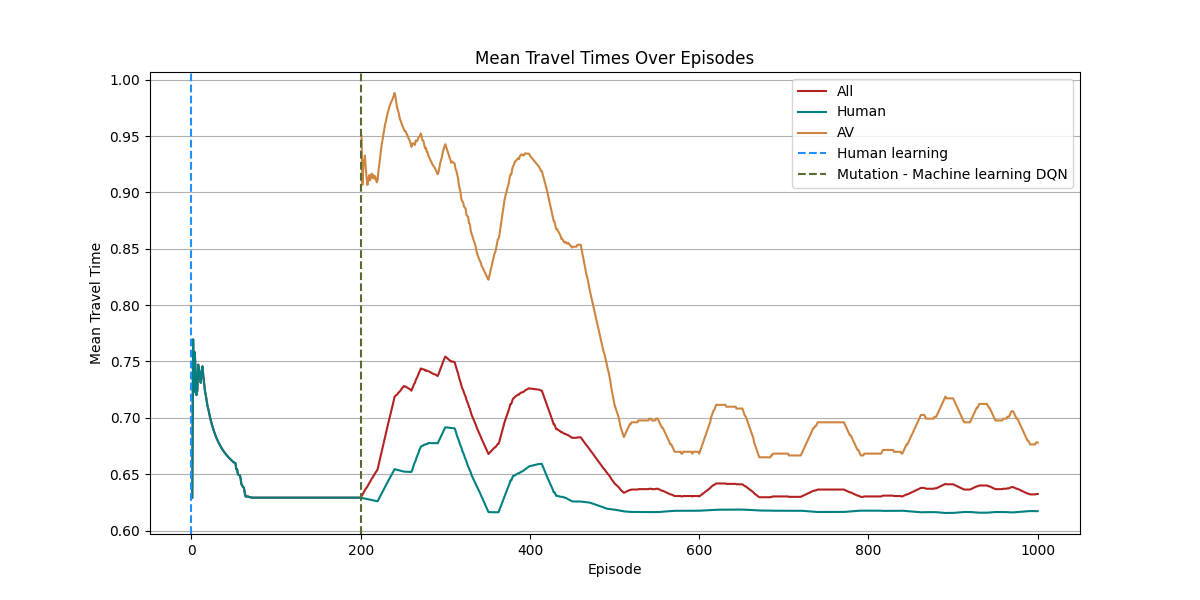 Mean Travel Times Over Episodes
Mean Travel Time
1.00
0.95
0.90
0.85
0.80
0.75
0.70
0.65
0.60
All
Human
AV
Human learning
Mutation - Machine learning DQN
0
200
400
600
800
1000
Episode